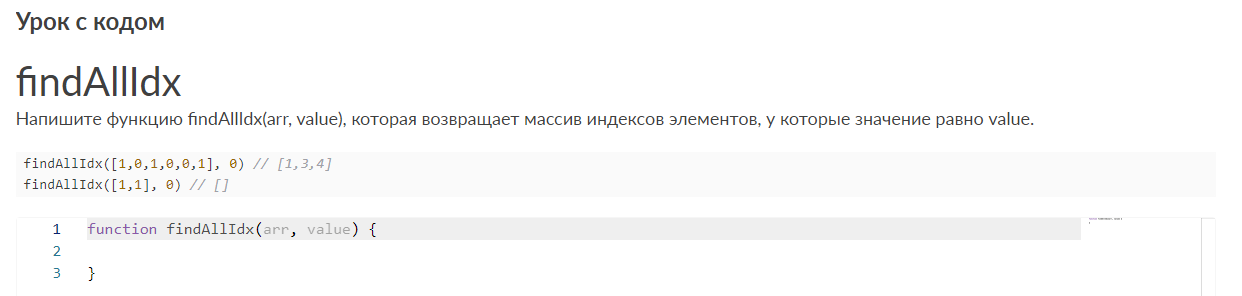 Урок с кодом
findAllIdx
Напишите функцию findAllIdx(arr, value), которая возвращает массив индексов элементов, у которые значение равно value.
findAllIdx([1,0,1,0,0,1], 0) // [1,3,4]
findAllIdx([1,1], 0) // []
1 function findAllIdx(arr, value) {
2
3 }